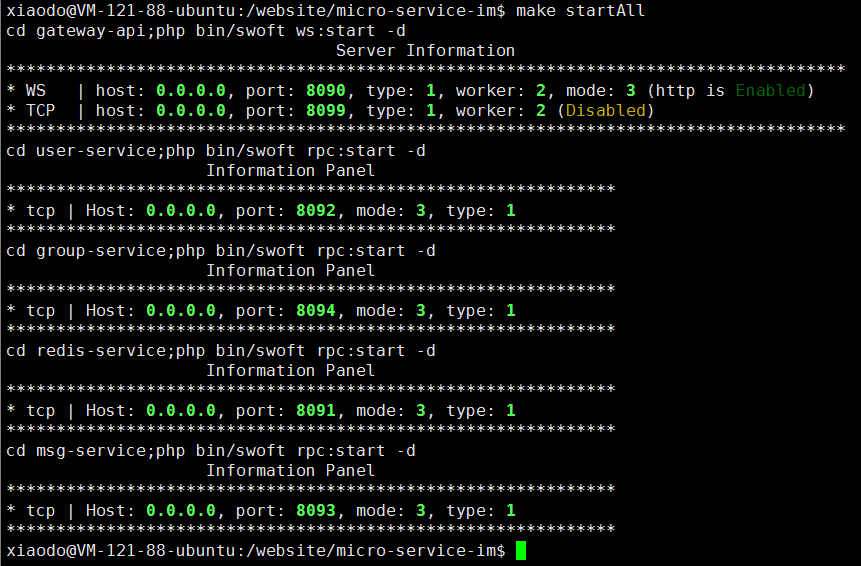 xiaodo@VM-121-88-ubuntu:/website/micro-service-im$ make startAll
cd gateway-api;php bin/swoft ws:start -d
Server Information
************************************************************************************
* WS   | host: 0.0.0.0, port: 8090, type: 1, worker: 2, mode: 3 (http is Enabled)
* TCP  | host: 0.0.0.0, port: 8099, type: 1, worker: 2 (Disabled)
************************************************************************************
cd user-service;php bin/swoft rpc:start -d
Information Panel
*************************************************************
* tcp | Host: 0.0.0.0, port: 8092, mode: 3, type: 1
*************************************************************
cd group-service;php bin/swoft rpc:start -d
Information Panel
*************************************************************
* tcp | Host: 0.0.0.0, port: 8094, mode: 3, type: 1
*************************************************************
cd redis-service;php bin/swoft rpc:start -d
Information Panel
*************************************************************
* tcp | Host: 0.0.0.0, port: 8091, mode: 3, type: 1
*************************************************************
cd msg-service;php bin/swoft rpc:start -d
Information Panel
*************************************************************
* tcp | Host: 0.0.0.0, port: 8093, mode: 3, type: 1
*************************************************************
xiaodo@VM-121-88-ubuntu:/website/micro-service-im$